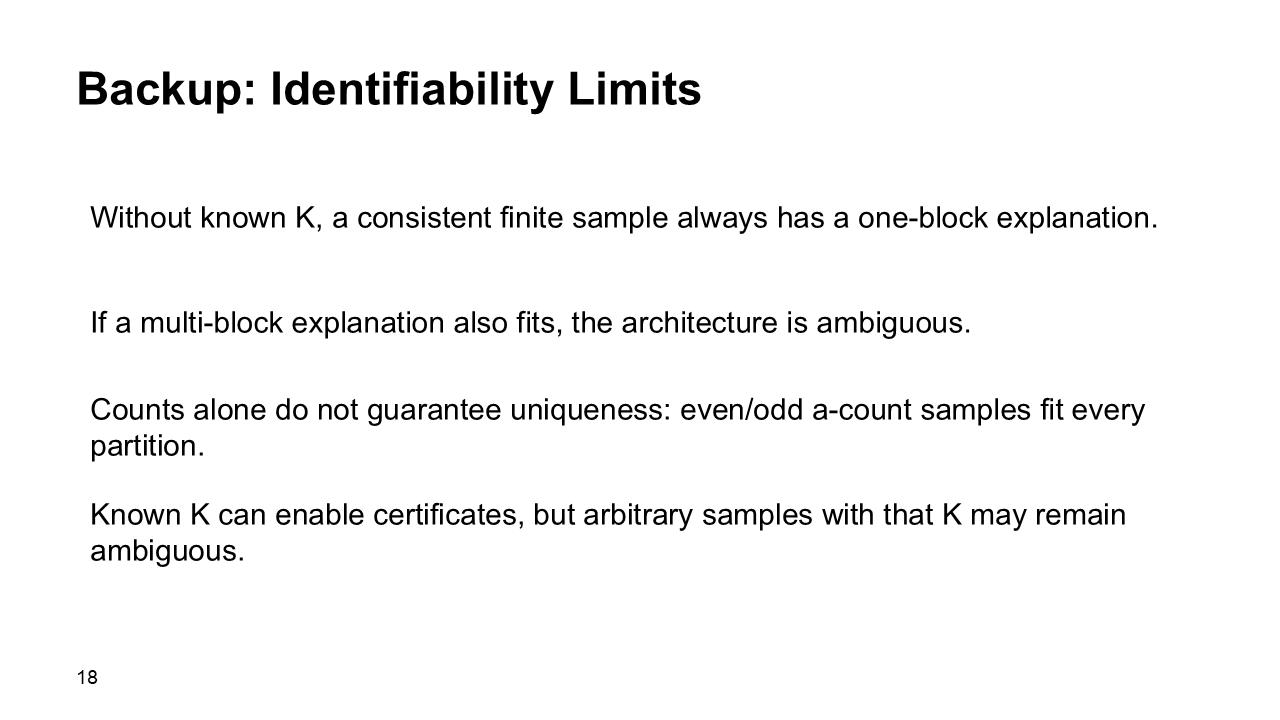 Backup: Identifiability Limits
Without known K, a consistent finite sample always has a one-block explanation.
If a multi-block explanation also fits, the architecture is ambiguous.
Counts alone do not guarantee uniqueness: even/odd a-count samples fit every
partition.
Known K can enable certificates, but arbitrary samples with that K may remain
ambiguous.
18